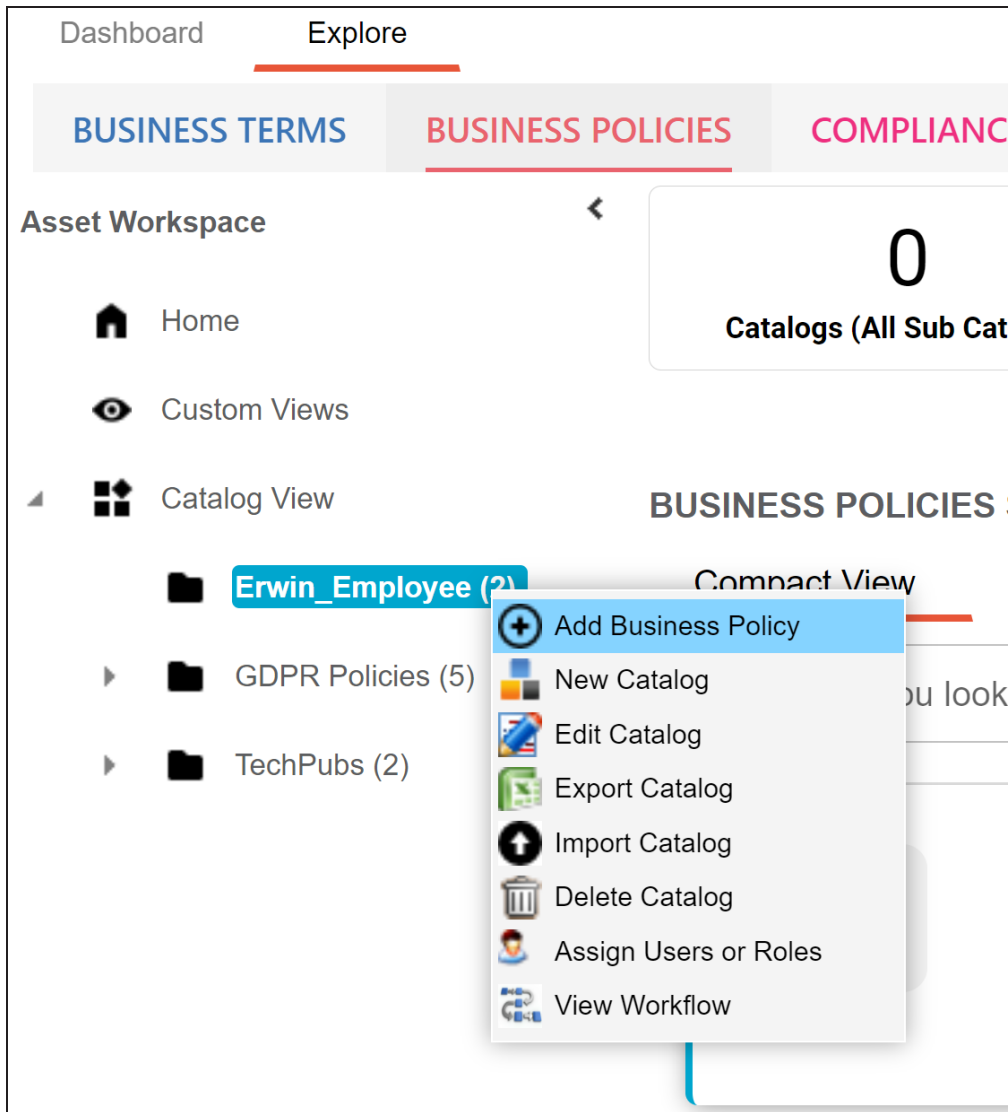 Dashboard Explore
BUSINESS TERMS BUSINESS POLICIES COMPLIANC
Asset Workspace
0
Catalogs (All Sub Cat
Home
Custom Views
Catalog View
BUSINESS POLICIES
Erwin_Employee (2)
Compact View
Add Business Policy
GDPR Policies (5)
New Catalog
ou look
Edit Catalog
TechPubs (2)
Export Catalog
Import Catalog
Delete Catalog
Assign Users or Roles
View Workflow